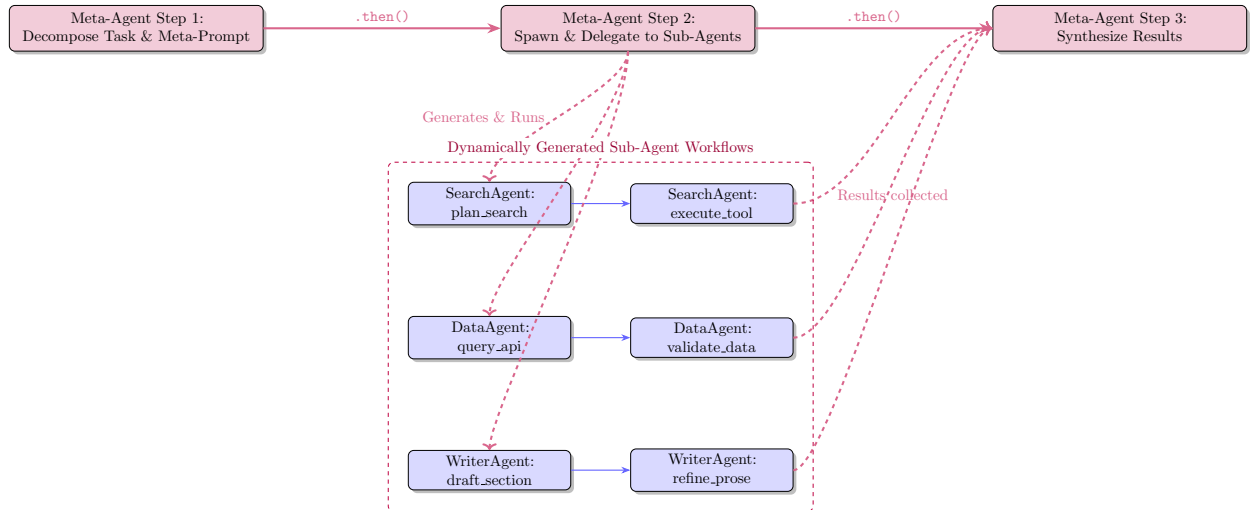 Meta-Agent Step 1:
Decompose Task & Meta-Prompt
.then()
Meta-Agent Step 2:
Spawn & Delegate to Sub-Agents
.then()
Meta-Agent Step 3:
Synthesize Results
Generates & Runs
Dynamically Generated Sub-Agent Workflows
SearchAgent:
plan_search
SearchAgent:
execute_tool
Results collected
DataAgent:
query_api
DataAgent:
validate_data
WriterAgent:
draft_section
WriterAgent:
refine_prose